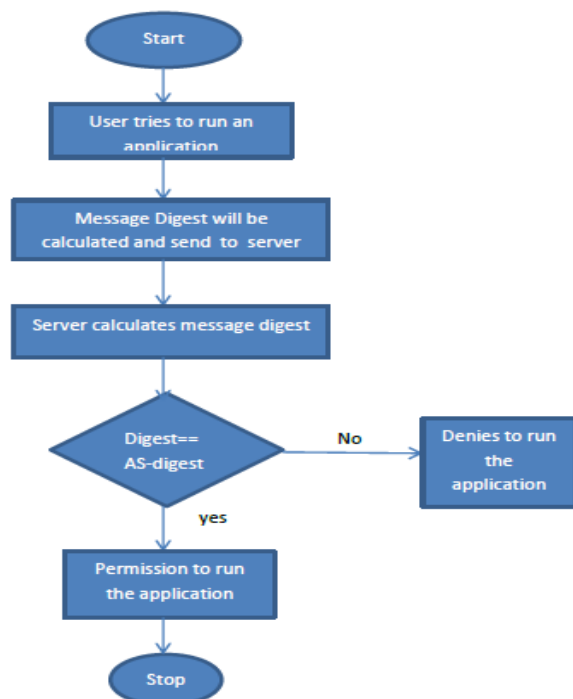 Start
User tries to run an
application
Message Digest will be
calculated and send to server
Server calculates message digest
Digest==
AS-digest
No
Denies to run
the
application
yes
Permission to run
the application
Stop